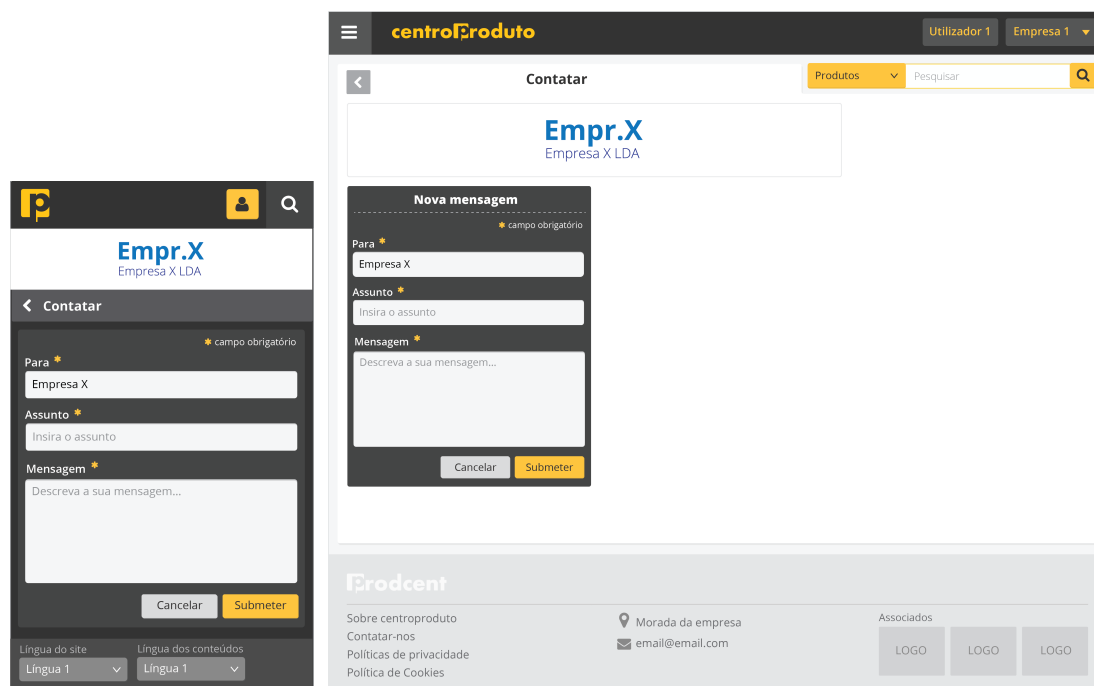 Empr.X
Empresa X LDA
Contatar
* campo obrigatório
Para *
Empresa X
Assunto *
Insira o assunto
Mensagem *
Descreva a sua mensagem...
Cancelar Submeter
Língua do site Língua dos conteúdos
Língua 1 Língua 1
centroProduto Utilizador 1 Empresa 1
Contatar Produtos Pesquisar
Empr.X
Empresa X LDA
Nova mensagem
* campo obrigatório
Para *
Empresa X
Assunto *
Insira o assunto
Mensagem *
Descreva a sua mensagem...
Cancelar Submeter
Prodcent
Sobre centroproduto
Contatar-nos
Políticas de privacidade
Política de Cookies
Morada da empresa
email@email.com
Associados
LOGO LOGO LOGO